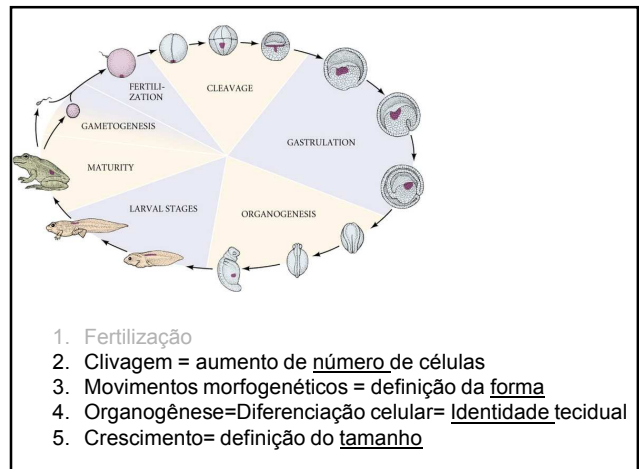 FERTILI-
ZATION
CLEAVAGE
GAMETOGENESIS
GASTRULATION
MATURITY
LARVAL STAGES
ORGANOGENESIS
1. Fertilização
2. Clivagem = aumento de número de células
3. Movimentos morfogenéticos = definição da forma
4. Organogênese=Diferenciação celular= Identidade tecidual
5. Crescimento= definição do tamanho